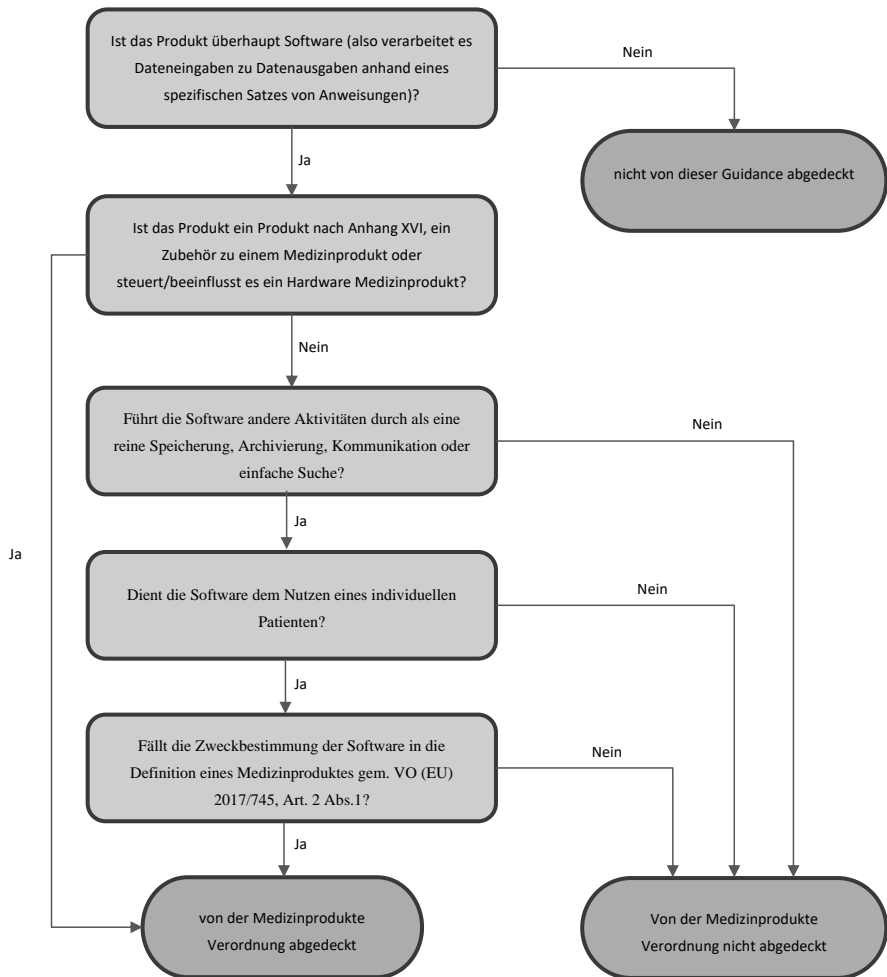 Ist das Produkt überhaupt Software (also verarbeitet es
Dateneingaben zu Datenausgaben anhand eines
spezifischen Satzes von Anweisungen)?
Nein
nicht von dieser Guidance abgedeckt
Ja
Ist das Produkt ein Produkt nach Anhang XVI, ein
Zubehör zu einem Medizinprodukt oder
steuert/beeinflusst es ein Hardware Medizinprodukt?
Nein
Führt die Software andere Aktivitäten durch als eine
reine Speicherung, Archivierung, Kommunikation oder
einfache Suche?
Nein
Ja
Ja
Dient die Software dem Nutzen eines individuellen
Patienten?
Nein
Ja
Fällt die Zweckbestimmung der Software in die
Definition eines Medizinproduktes gem. VO (EU)
2017/745, Art. 2 Abs.1?
Nein
Ja
von der Medizinprodukte
Verordnung abgedeckt
Von der Medizinprodukte
Verordnung nicht abgedeckt